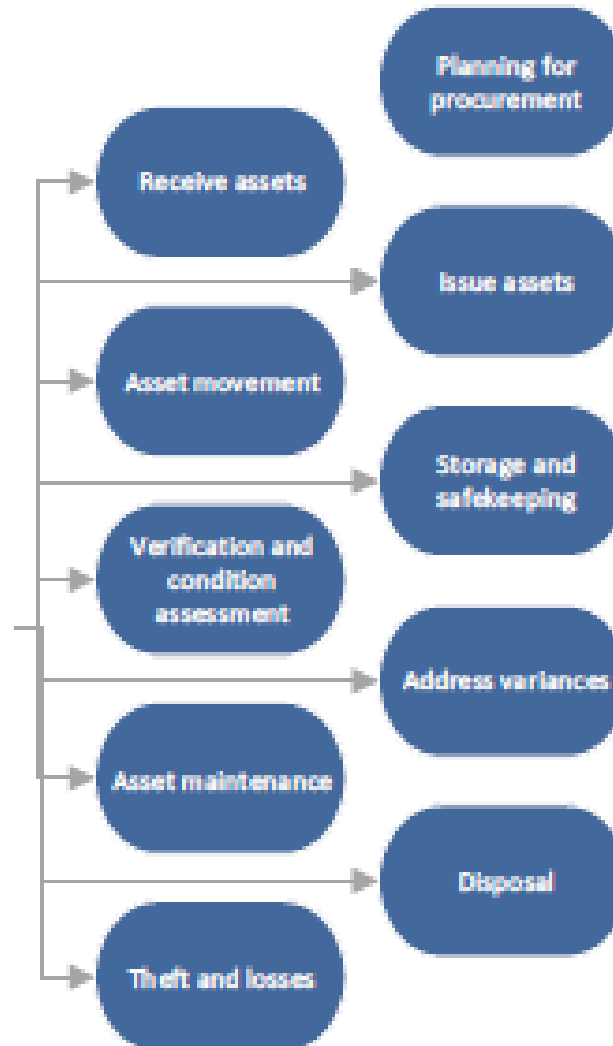 Planning for
procurement
Receive assets
Issue assets
Asset movement
Storage and
safekeeping
Verification and
condition
assessment
Address variances
Asset maintenance
Disposal
Theft and losses